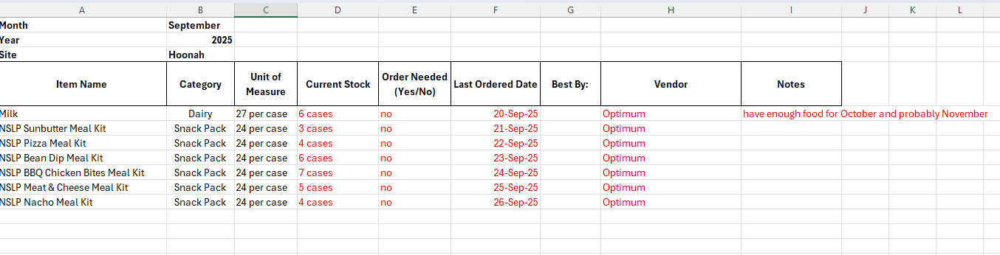 A B C D E F G H I J K L
Month September
Year 2025
Site Hoonah
Item Name Category Unit of Measure Current Stock Order Needed (Yes/No) Last Ordered Date Best By: Vendor Notes
Milk Dairy 27 per case 6 cases no 20-Sep-25 Optimum have enough food for October and probably November
NSLP Sunbutter Meal Kit Snack Pack 24 per case 3 cases no 21-Sep-25 Optimum
NSLP Pizza Meal Kit Snack Pack 24 per case 4 cases no 22-Sep-25 Optimum
NSLP Bean Dip Meal Kit Snack Pack 24 per case 6 cases no 23-Sep-25 Optimum
NSLP BBQ Chicken Bites Meal Kit Snack Pack 24 per case 7 cases no 24-Sep-25 Optimum
NSLP Meat & Cheese Meal Kit Snack Pack 24 per case 5 cases no 25-Sep-25 Optimum
NSLP Nacho Meal Kit Snack Pack 24 per case 4 cases no 26-Sep-25 Optimum